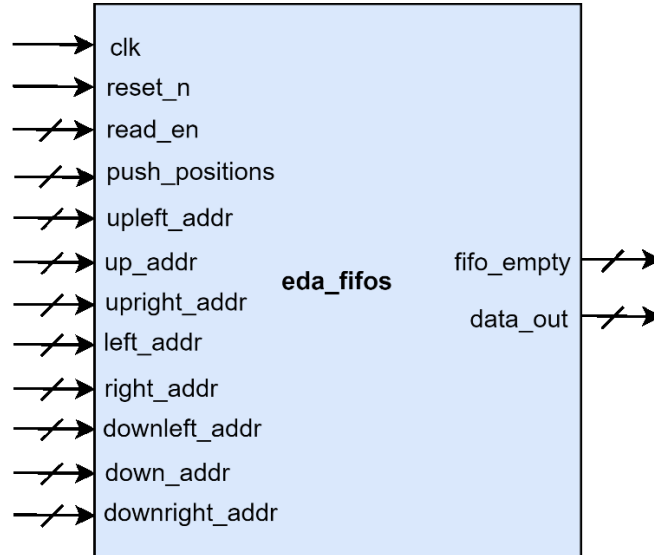 clk
reset_n
read_en
push_positions
upleft_addr
up_addr
upright_addr
left_addr
right_addr
downleft_addr
down_addr
downright_addr
eda_fifos
fifo_empty
data_out